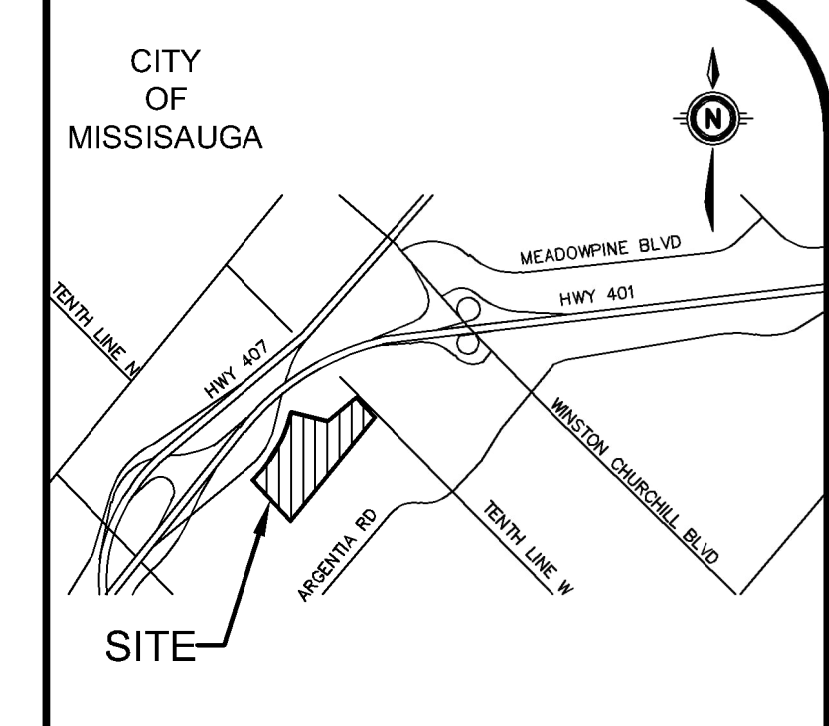 CITY
OF
MISSISAUGA
N
MEADOWPINE BLVD
HWY 401
TENTH LINE N
HWY 407
WINSTON CHURCHILL BLVD
ARGENTIA RD
TENTH LINE W
SITE